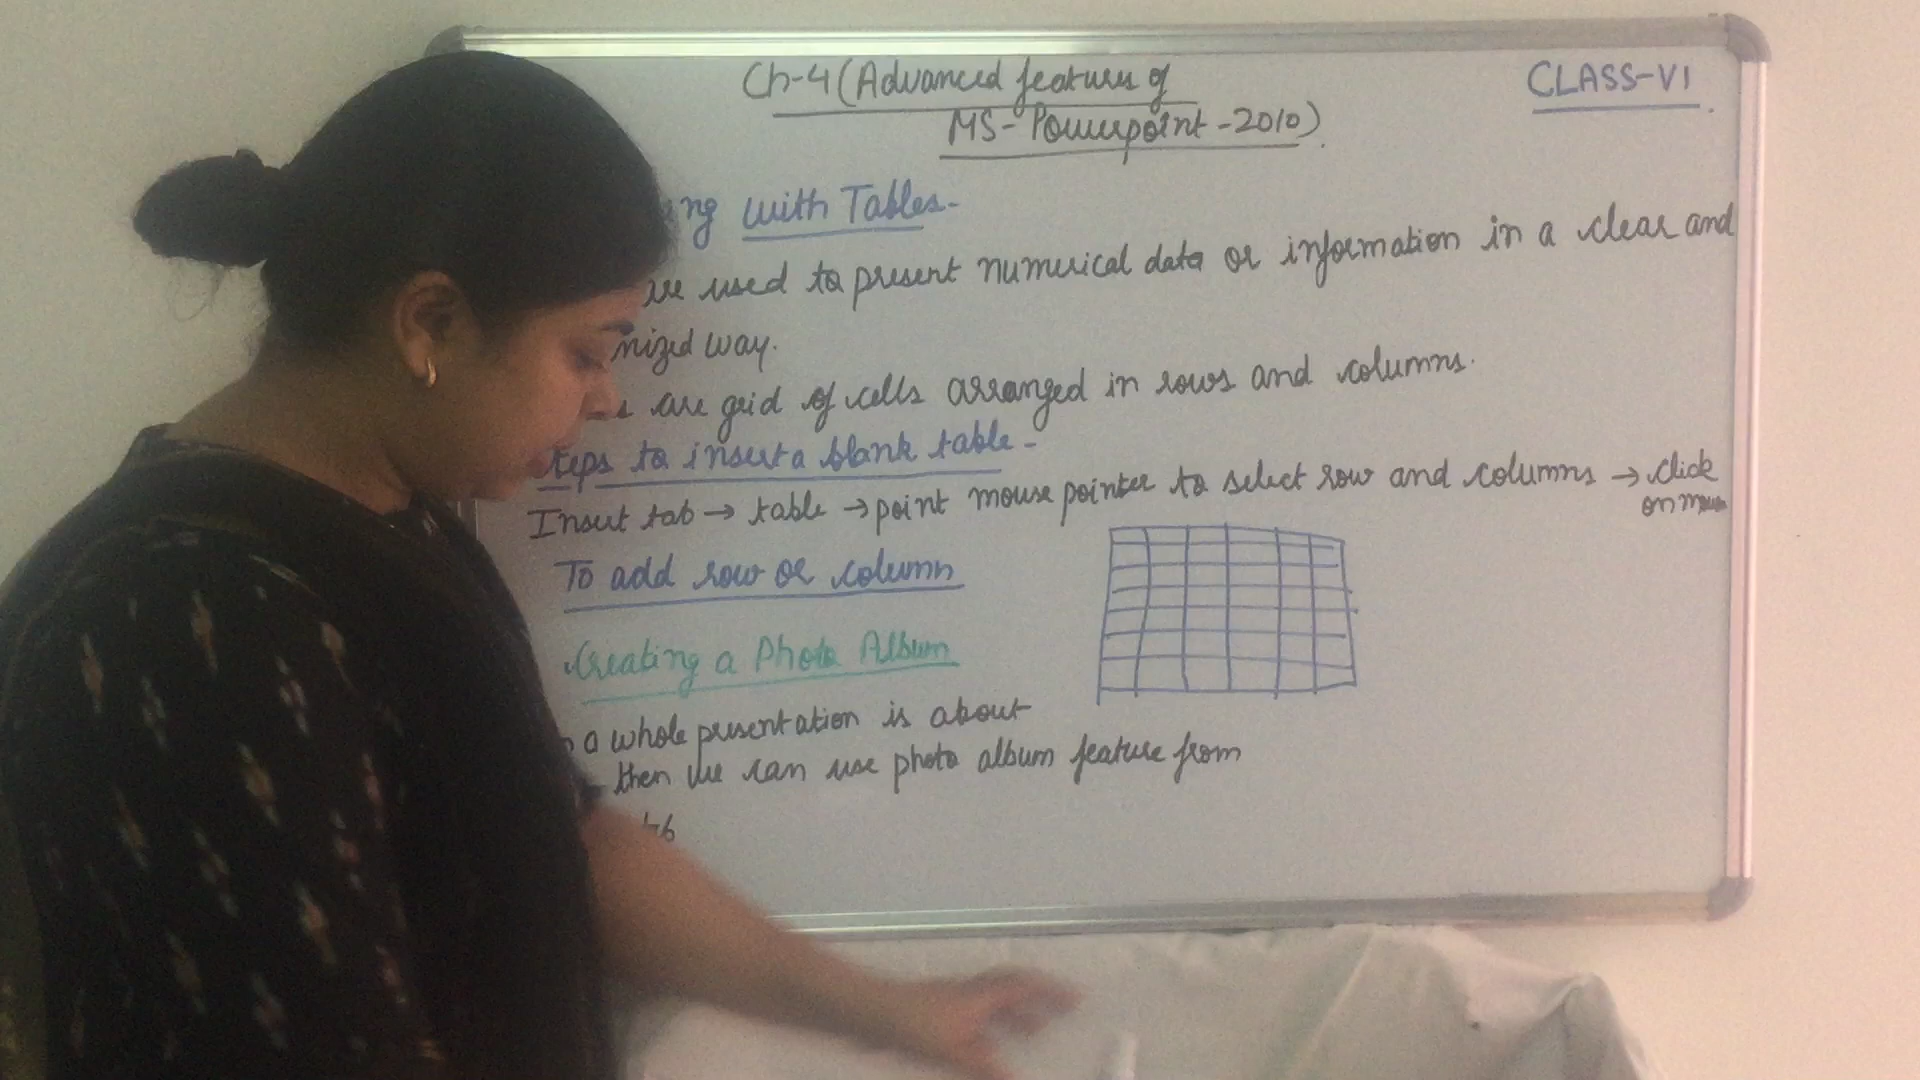 Ch-4 (Advanced features of
MS-Powerpoint-2010)
CLASS-VI
ng with Tables-
are used to present numerical data or information in a clear and
nized way.
s are grid of cells arranged in rows and columns.
Steps to insert a blank table-
Insert tab → table → point mouse pointer to select row and columns → click
on mouse
To add row or column
Creating a Photo Album
a whole presentation is about
then we can use photo album feature from